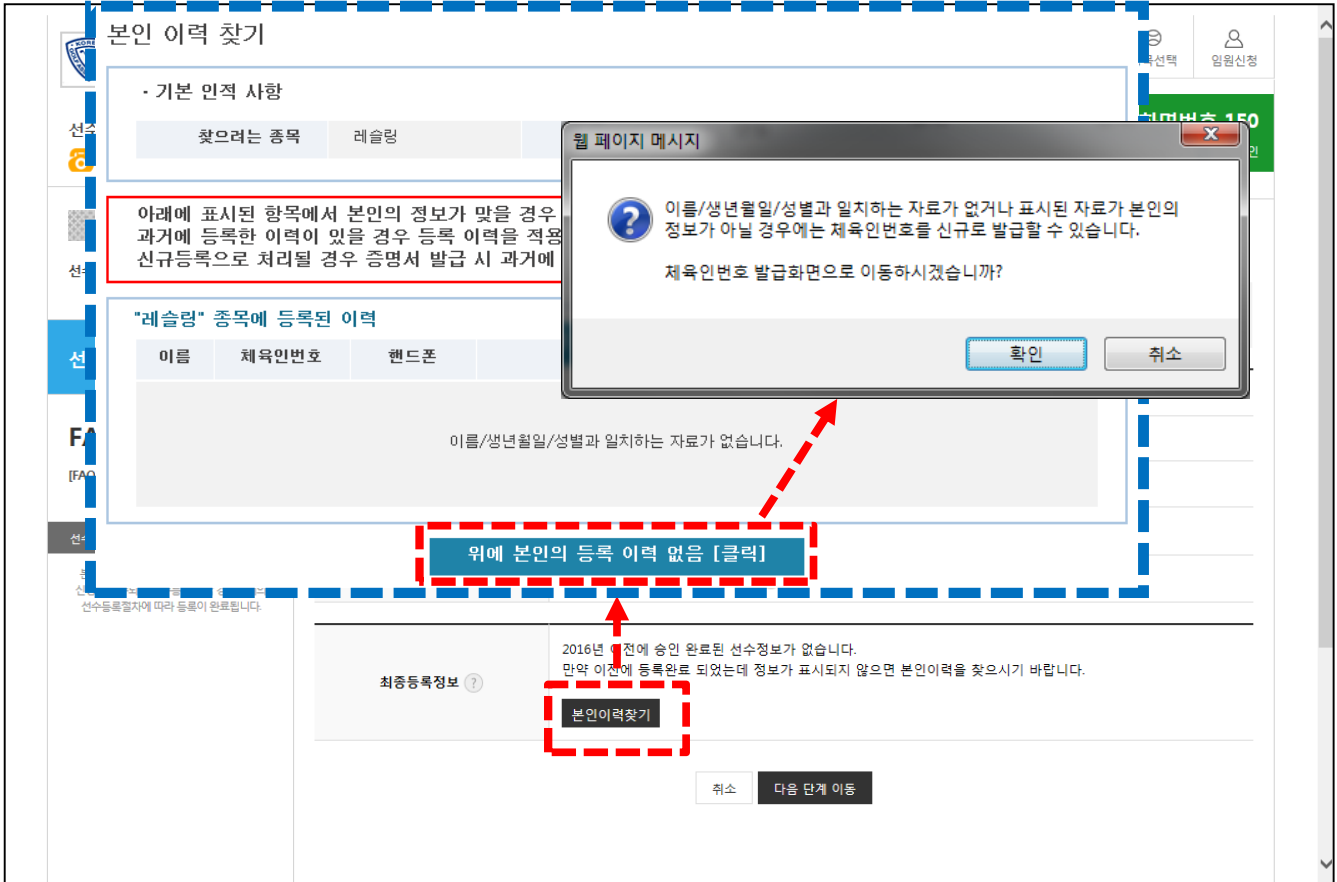 본인 이력 찾기
KORE
선택
임원신청
· 기본 인적 사항
찾으려는 종목 레슬링
화면번호 150
웹 페이지 메시지
이름/생년월일/성별과 일치하는 자료가 없거나 표시된 자료가 본인의
정보가 아닐 경우에는 체육인번호를 신규로 발급할 수 있습니다.
체육인번호 발급화면으로 이동하시겠습니까?
확인 취소
아래에 표시된 항목에서 본인의 정보가 맞을 경우
과거에 등록한 이력이 있을 경우 등록 이력을 적용
신규등록으로 처리될 경우 증명서 발급 시 과거에
"레슬링" 종목에 등록된 이력
이름 체육인번호 핸드폰
이름/생년월일/성별과 일치하는 자료가 없습니다.
위에 본인의 등록 이력 없음 [클릭]
선수등록절차에 따라 등록이 완료됩니다.
2016년 이전에 승인 완료된 선수정보가 없습니다.
만약 이전에 등록완료 되었는데 정보가 표시되지 않으면 본인이력을 찾으시기 바랍니다.
최종등록정보 ?
본인이력찾기
취소 다음 단계 이동